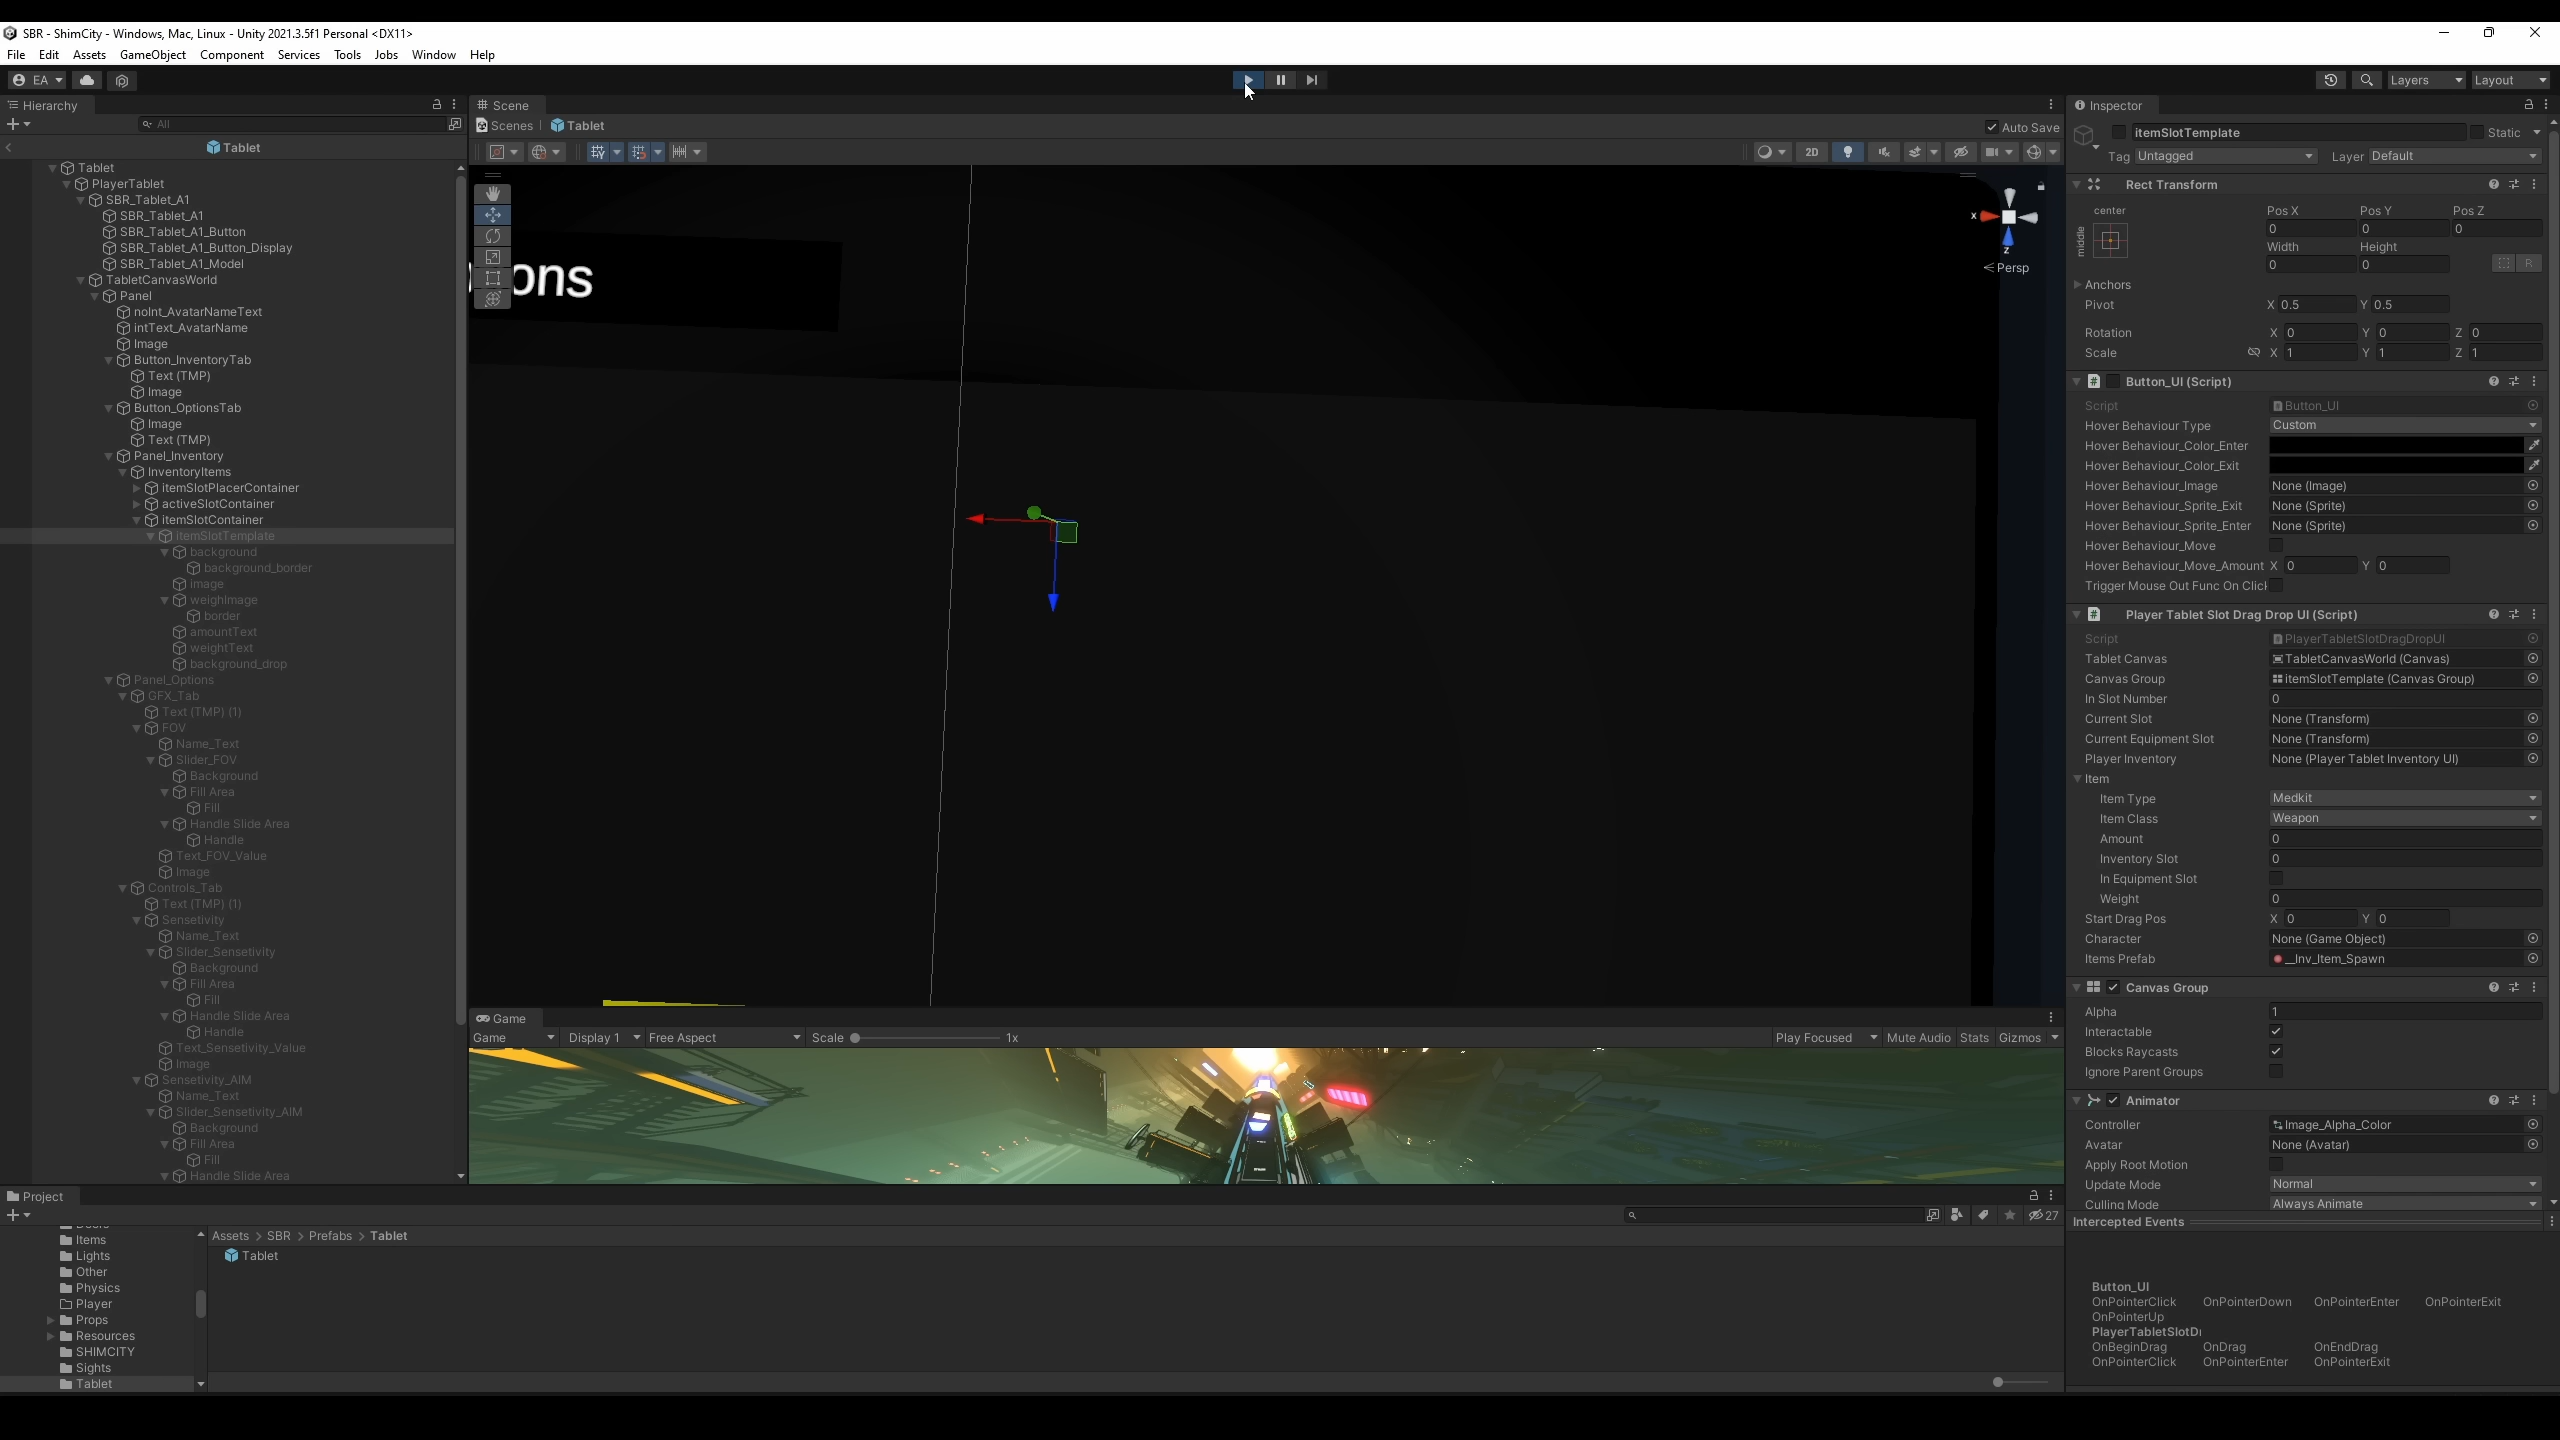 SBR - ShimCity - Windows, Mac, Linux - Unity 2021.3.5f1 Personal <DX11>
File Edit Assets GameObject Component Services Tools Jobs Window Help
EA
Layers Layout
Hierarchy
All
Tablet
Tablet
PlayerTablet
SBR_Tablet_A1
SBR_Tablet_A1
SBR_Tablet_A1_Button
SBR_Tablet_A1_Button_Display
SBR_Tablet_A1_Model
TabletCanvasWorld
Panel
noInt_AvatarNameText
intText_AvatarName
Image
Button_InventoryTab
Text (TMP)
Image
Button_OptionsTab
Image
Text (TMP)
Panel_Inventory
InventoryItems
itemSlotPlacerContainer
activeSlotContainer
itemSlotContainer
itemSlotTemplate
background
background_border
image
weighImage
border
amountText
weightText
background_drop
Panel_Options
GFX_Tab
Text (TMP) (1)
FOV
Name_Text
Slider_FOV
Background
Fill Area
Fill
Handle Slide Area
Handle
Text_FOV_Value
Image
Controls_Tab
Text (TMP) (1)
Sensetivity
Name_Text
Slider_Sensetivity
Background
Fill Area
Fill
Handle Slide Area
Handle
Text_Sensetivity_Value
Image
Sensetivity_AIM
Name_Text
Slider_Sensetivity_AIM
Background
Fill Area
Fill
Handle Slide Area
Scene
Scenes Tablet
Auto Save
2D
ons
x
z
Persp
Game
Game Display 1 Free Aspect Scale 1x Play Focused Mute Audio Stats Gizmos
Inspector
itemSlotTemplate Static
Tag Untagged Layer Default
Rect Transform
center
middle
Pos X Pos Y Pos Z
0 0 0
Width Height
0 0
R
Anchors
Pivot X 0.5 Y 0.5
Rotation X 0 Y 0 Z 0
Scale X 1 Y 1 Z 1
Button_UI (Script)
Script Button_UI
Hover Behaviour Type Custom
Hover Behaviour_Color_Enter
Hover Behaviour_Color_Exit
Hover Behaviour_Image None (Image)
Hover Behaviour_Sprite_Exit None (Sprite)
Hover Behaviour_Sprite_Enter None (Sprite)
Hover Behaviour_Move
Hover Behaviour_Move_Amount X 0 Y 0
Trigger Mouse Out Func On Click
Player Tablet Slot Drag Drop UI (Script)
Script PlayerTabletSlotDragDropUI
Tablet Canvas TabletCanvasWorld (Canvas)
Canvas Group itemSlotTemplate (Canvas Group)
In Slot Number 0
Current Slot None (Transform)
Current Equipment Slot None (Transform)
Player Inventory None (Player Tablet Inventory UI)
Item
Item Type Medkit
Item Class Weapon
Amount 0
Inventory Slot 0
In Equipment Slot
Weight 0
Start Drag Pos X 0 Y 0
Character None (Game Object)
Items Prefab __Inv_Item_Spawn
Canvas Group
Alpha 1
Interactable
Blocks Raycasts
Ignore Parent Groups
Animator
Controller Image_Alpha_Color
Avatar None (Avatar)
Apply Root Motion
Update Mode Normal
Culling Mode Always Animate
Intercepted Events
Button_UI
OnPointerClick OnPointerDown OnPointerEnter OnPointerExit
OnPointerUp
PlayerTabletSlotDr
OnBeginDrag OnDrag OnEndDrag
OnPointerClick OnPointerEnter OnPointerExit
Project
27
Items
Lights
Other
Physics
Player
Props
Resources
SHIMCITY
Sights
Tablet
Assets > SBR > Prefabs > Tablet
Tablet